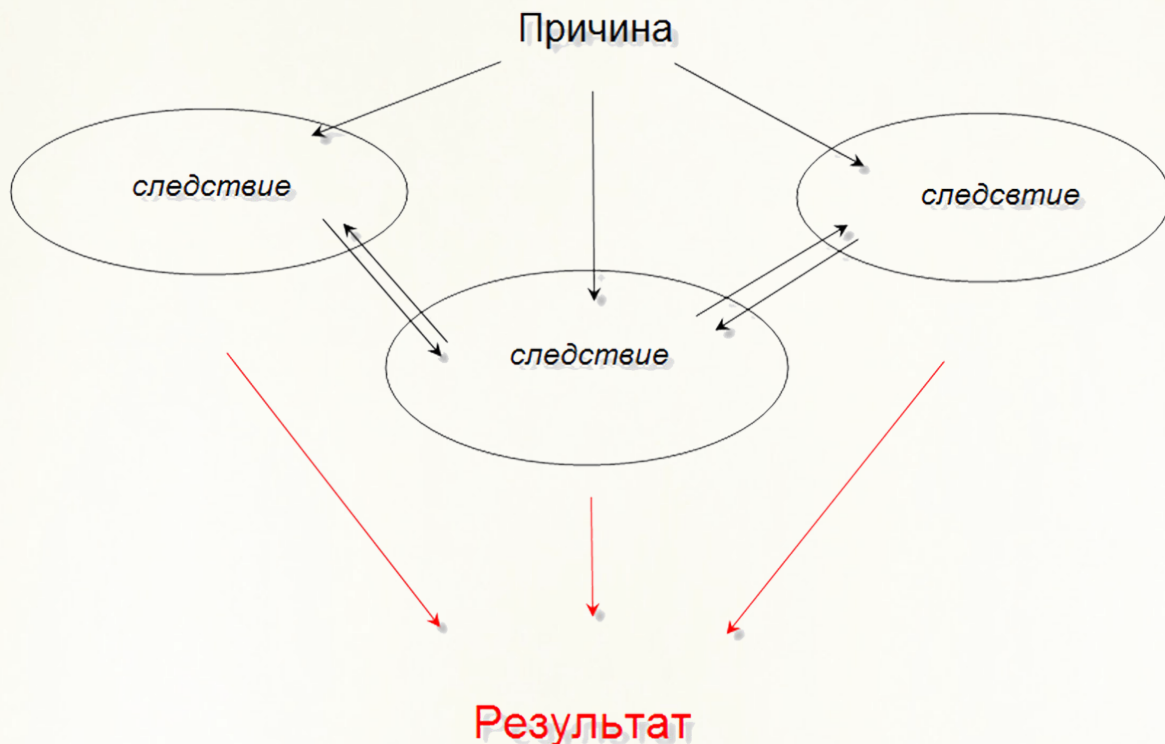 Причина
следствие
следсвтие
следствие
Результат